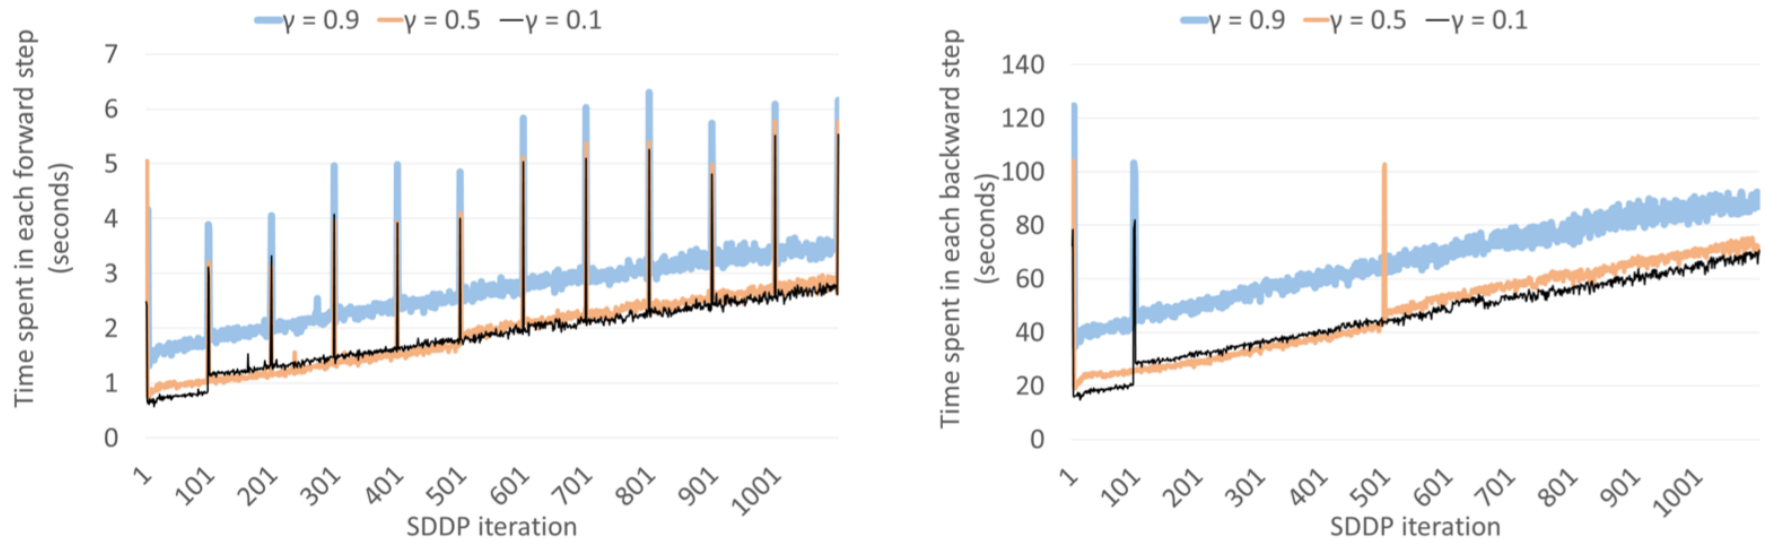 γ = 0.9 γ = 0.5 γ = 0.1
Time spent in each forward step
(seconds)
7
6
5
4
3
2
1
0
1 101 201 301 401 501 601 701 801 901 1001
SDDP iteration
γ = 0.9 γ = 0.5 γ = 0.1
Time spent in each backward step
(seconds)
140
120
100
80
60
40
20
0
1 101 201 301 401 501 601 701 801 901 1001
SDDP iteration